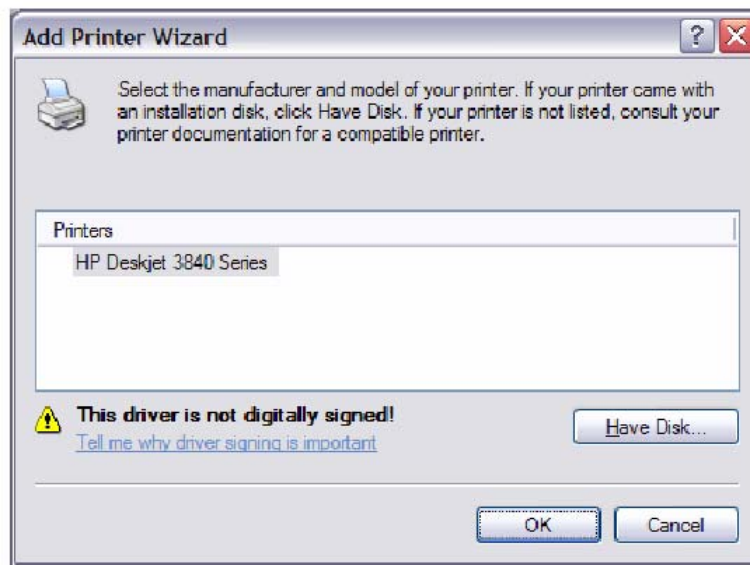 Add Printer Wizard
?
X
Select the manufacturer and model of your printer. If your printer came with
an installation disk, click Have Disk. If your printer is not listed, consult your
printer documentation for a compatible printer.
Printers
HP Deskjet 3840 Series
This driver is not digitally signed!
Have Disk...
Tell me why driver signing is important
OK
Cancel